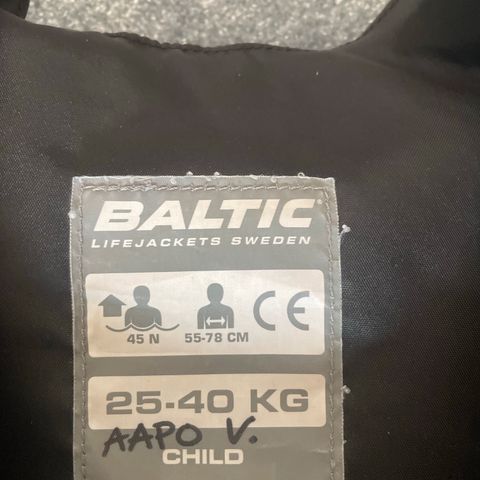 BALTIC
LIFEJACKETS SWEDEN
45 N 55-78 CM CE
25-40 KG
AAPO V.
CHILD